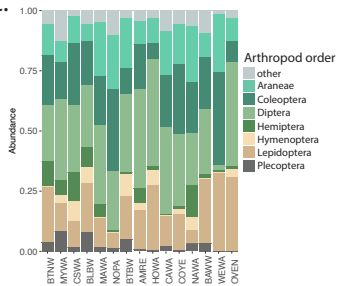 1.00
0.75
0.50
0.25
0.00
Abundance
BTNW
MYWA
CSWA
BLBW
MAWA
NOPA
BTBW
AMRE
HOWA
CAWA
COYE
NAWA
BAWW
WEWA
OVEN
Arthropod order
other
Araneae
Coleoptera
Diptera
Hemiptera
Hymenoptera
Lepidoptera
Plecoptera